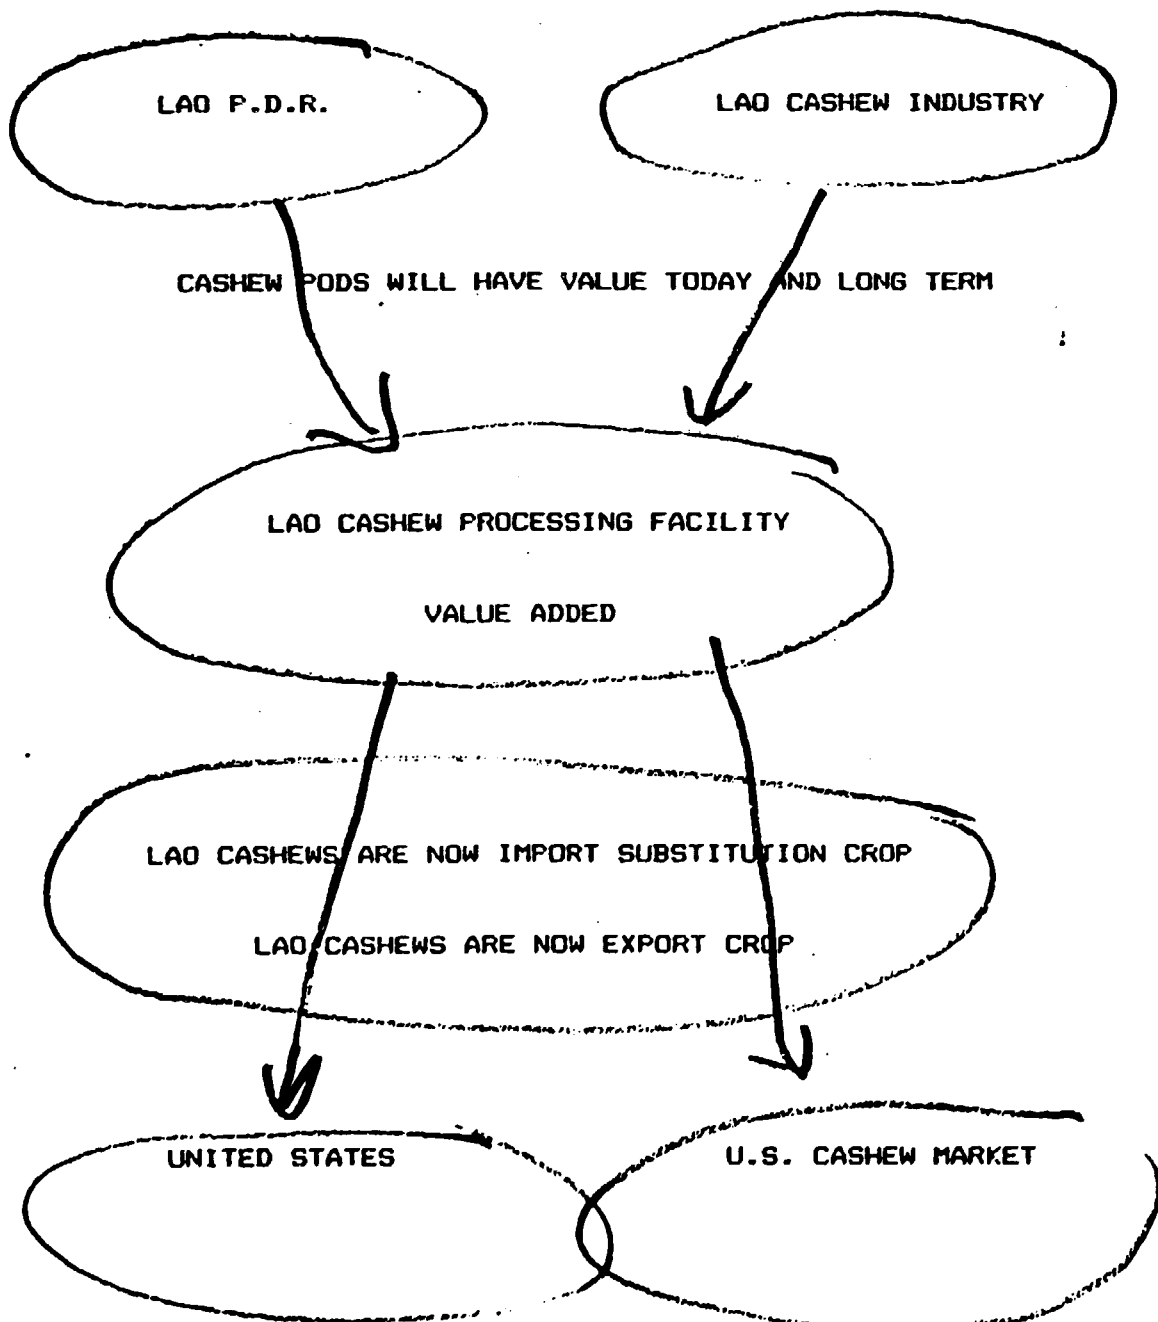 LAO P.D.R.
LAO CASHEW INDUSTRY
CASHEW PODS WILL HAVE VALUE TODAY AND LONG TERM
LAO CASHEW PROCESSING FACILITY
VALUE ADDED
LAO CASHEWS ARE NOW IMPORT SUBSTITUTION CROP
LAO CASHEWS ARE NOW EXPORT CROP
UNITED STATES
U.S. CASHEW MARKET